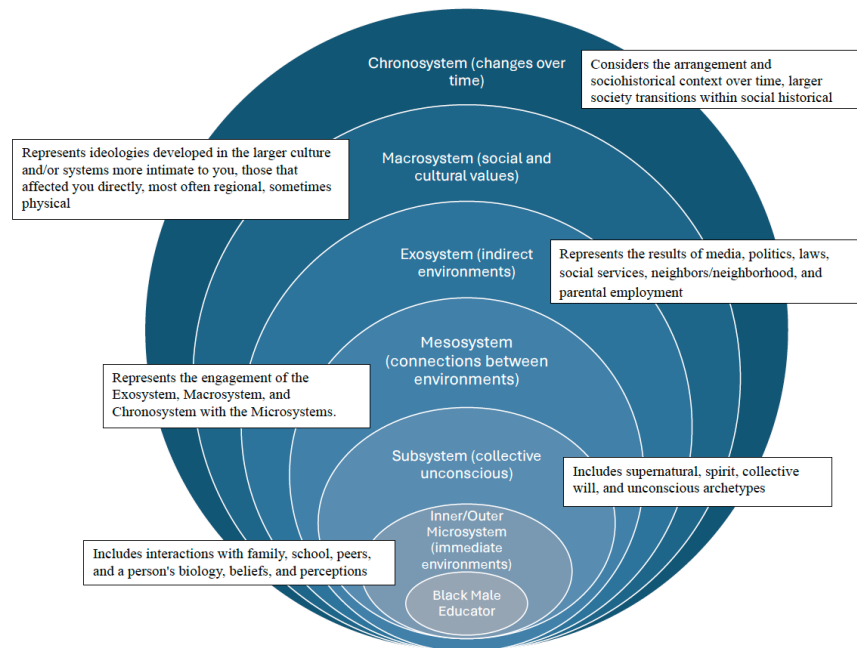 Chronosystem (changes over
time)
Considers the arrangement and
sociohistorical context over time, larger
society transitions within social historical
Represents ideologies developed in the larger culture
and/or systems more intimate to you, those that
affected you directly, most often regional, sometimes
physical
Macrosystem (social and
cultural values)
Exosystem (indirect
environments)
Represents the results of media, politics, laws,
social services, neighbors/neighborhood, and
parental employment
Mesosystem
(connections between
environments)
Represents the engagement of the
Exosystem, Macrosystem, and
Chronosystem with the Microsystems.
Subsystem (collective
unconscious)
Includes supernatural, spirit, collective
will, and unconscious archetypes
Inner/Outer
Microsystem
(immediate
environments)
Includes interactions with family, school, peers,
and a person's biology, beliefs, and perceptions
Black Male
Educator